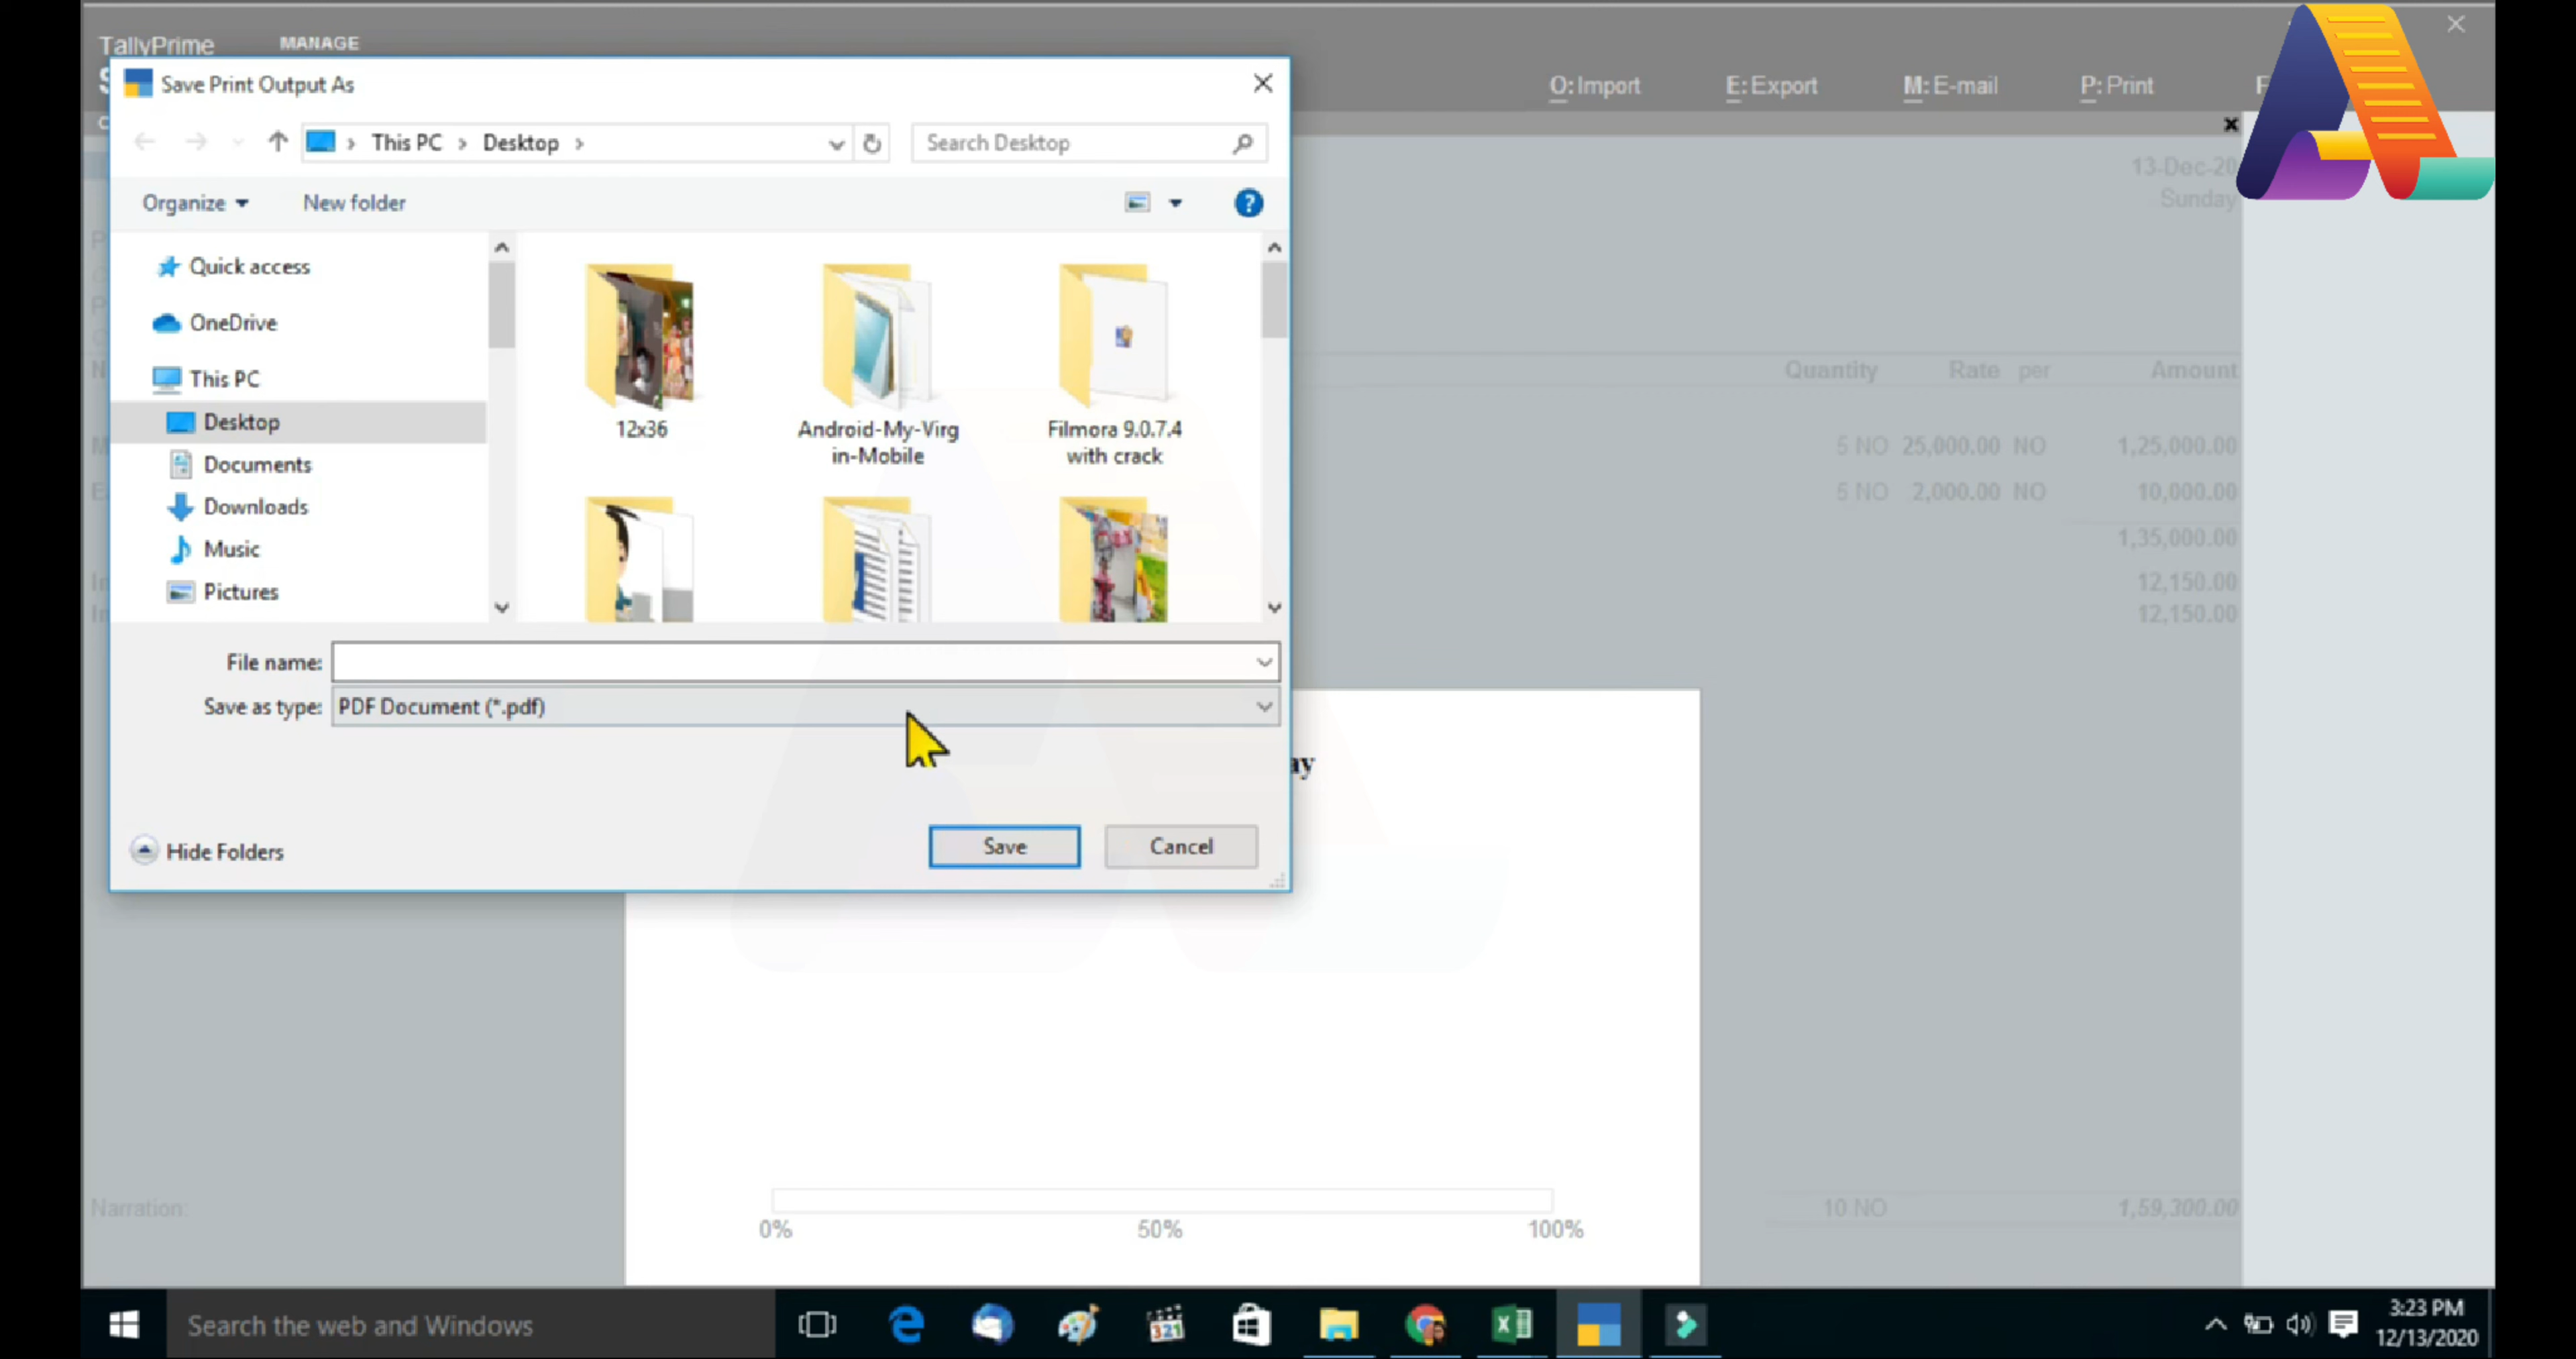 TallyPrime MANAGE
Save Print Output As
O: Import E: Export M: E-mail P: Print
This PC > Desktop >
Search Desktop
13-Dec-20
Sunday
Organize New folder
Quick access
OneDrive
This PC
Desktop
Documents
Downloads
Music
Pictures
12x36
Android-My-Virg
in-Mobile
Filmora 9.0.7.4
with crack
Quantity Rate per Amount
5 NO 25,000.00 NO 1,25,000.00
5 NO 2,000.00 NO 10,000.00
1,35,000.00
12,150.00
12,150.00
File name:
Save as type: PDF Document (*.pdf)
ay
Hide Folders
Save Cancel
0% 50% 100%
Narration:
10 NO 1,59,300.00
Search the web and Windows
321
3:23 PM
12/13/2020